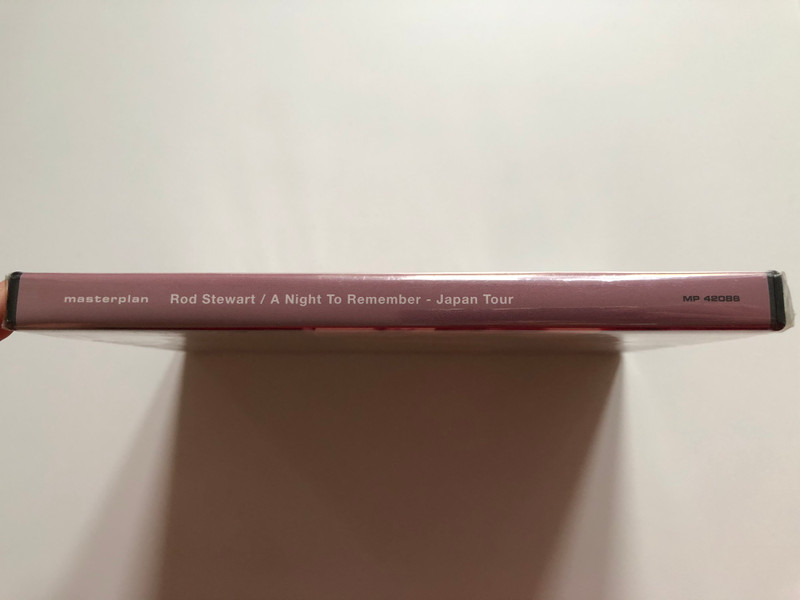 masterplan Rod Stewart / A Night To Remember - Japan Tour MP 42088